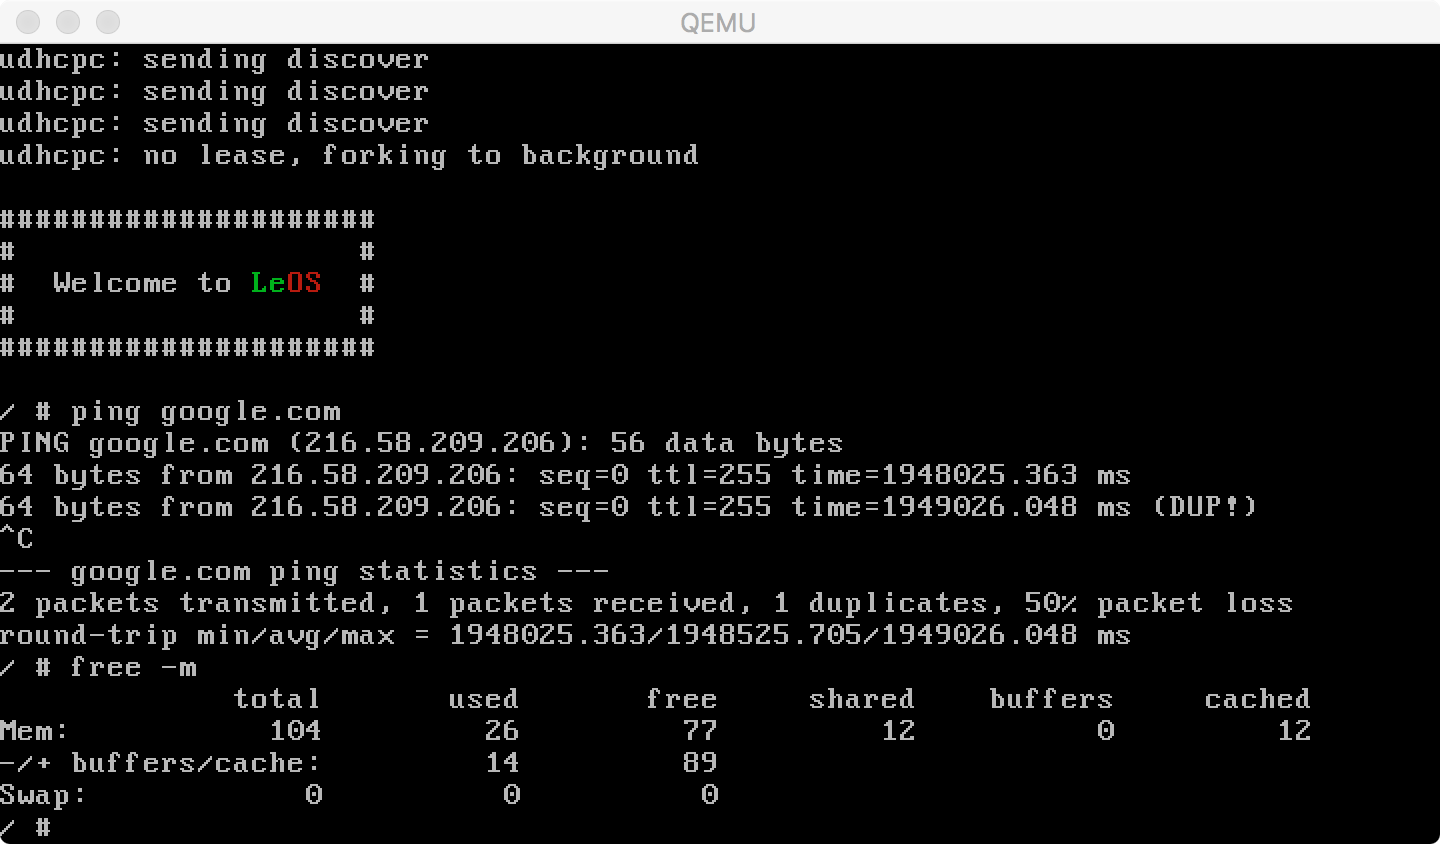 QEMU
udhcpc: sending discover
udhcpc: sending discover
udhcpc: sending discover
udhcpc: no lease, forking to background
#####################
#                   #
#  Welcome to LeOS  #
#                   #
#####################
/ # ping google.com
PING google.com (216.58.209.206): 56 data bytes
64 bytes from 216.58.209.206: seq=0 ttl=255 time=1948025.363 ms
64 bytes from 216.58.209.206: seq=0 ttl=255 time=1949026.048 ms (DUP!)
^C
--- google.com ping statistics ---
2 packets transmitted, 1 packets received, 1 duplicates, 50% packet loss
round-trip min/avg/max = 1948025.363/1948525.705/1949026.048 ms
/ # free -m
             total       used       free     shared    buffers     cached
Mem:           104         26         77         12          0         12
-/+ buffers/cache:         14         89
Swap:            0          0          0
/ #